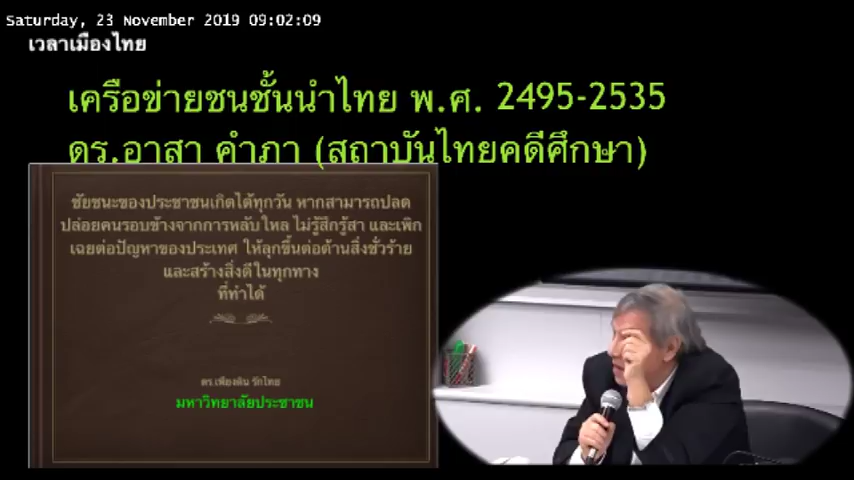 Saturday, 23 November 2019 09:02:09
เวลาเมืองไทย
เครือข่ายชนชั้นนำไทย พ.ศ. 2495-2535
ดร.อาสา คำภา (สถาบันไทยคดีศึกษา)
ชัยชนะของประชาชนเกิดได้ทุกวัน หากสามารถปลด
ปล่อยคนรอบข้างจากการหลับใหล ไม่รู้สึกรู้สา และเพิก
เฉยต่อปัญหาของประเทศ ให้ลุกขึ้นต่อต้านสิ่งชั่วร้าย
และสร้างสิ่งดีในทุกทาง
ที่ทำได้
ดร.เพียงดิน รักไทย
มหาวิทยาลัยประชาชน